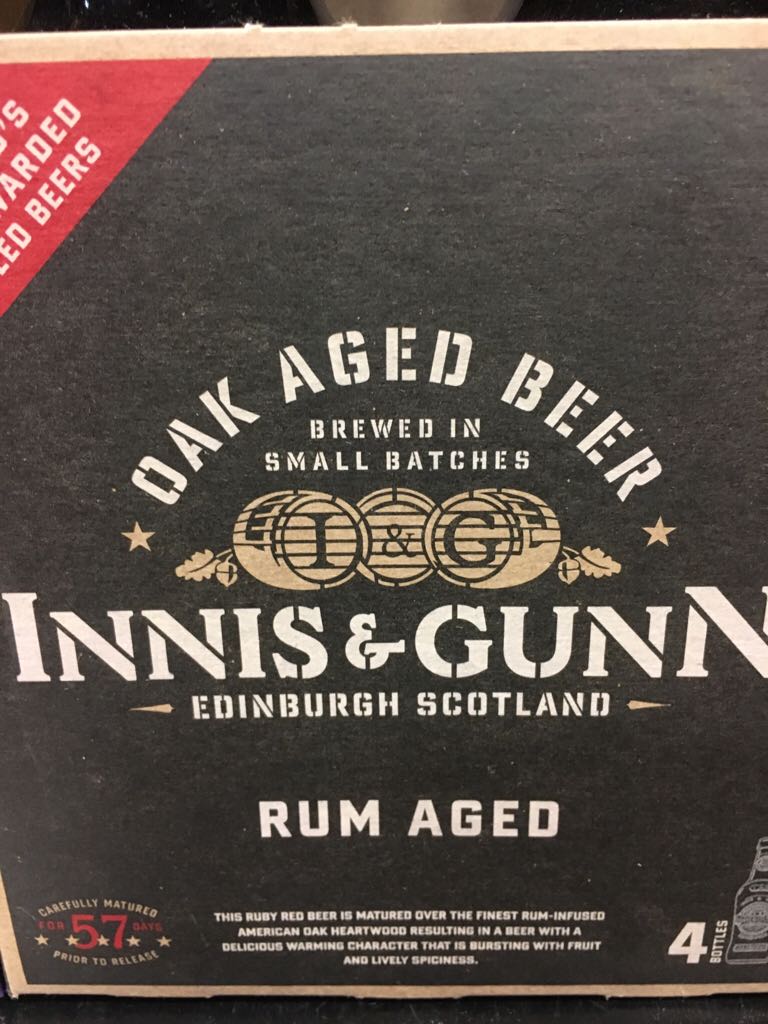 'S
ARDED
ED BEERS
OAK AGED BEER
BREWED IN
SMALL BATCHES
I & G
INNIS & GUNN
EDINBURGH SCOTLAND
RUM AGED
CAREFULLY MATURED
FOR 57 DAYS
PRIOR TO RELEASE
THIS RUBY RED BEER IS MATURED OVER THE FINEST RUM-INFUSED
AMERICAN OAK HEARTWOOD RESULTING IN A BEER WITH A
DELICIOUS WARMING CHARACTER THAT IS BURSTING WITH FRUIT
AND LIVELY SPICINESS.
4 BOTTLES